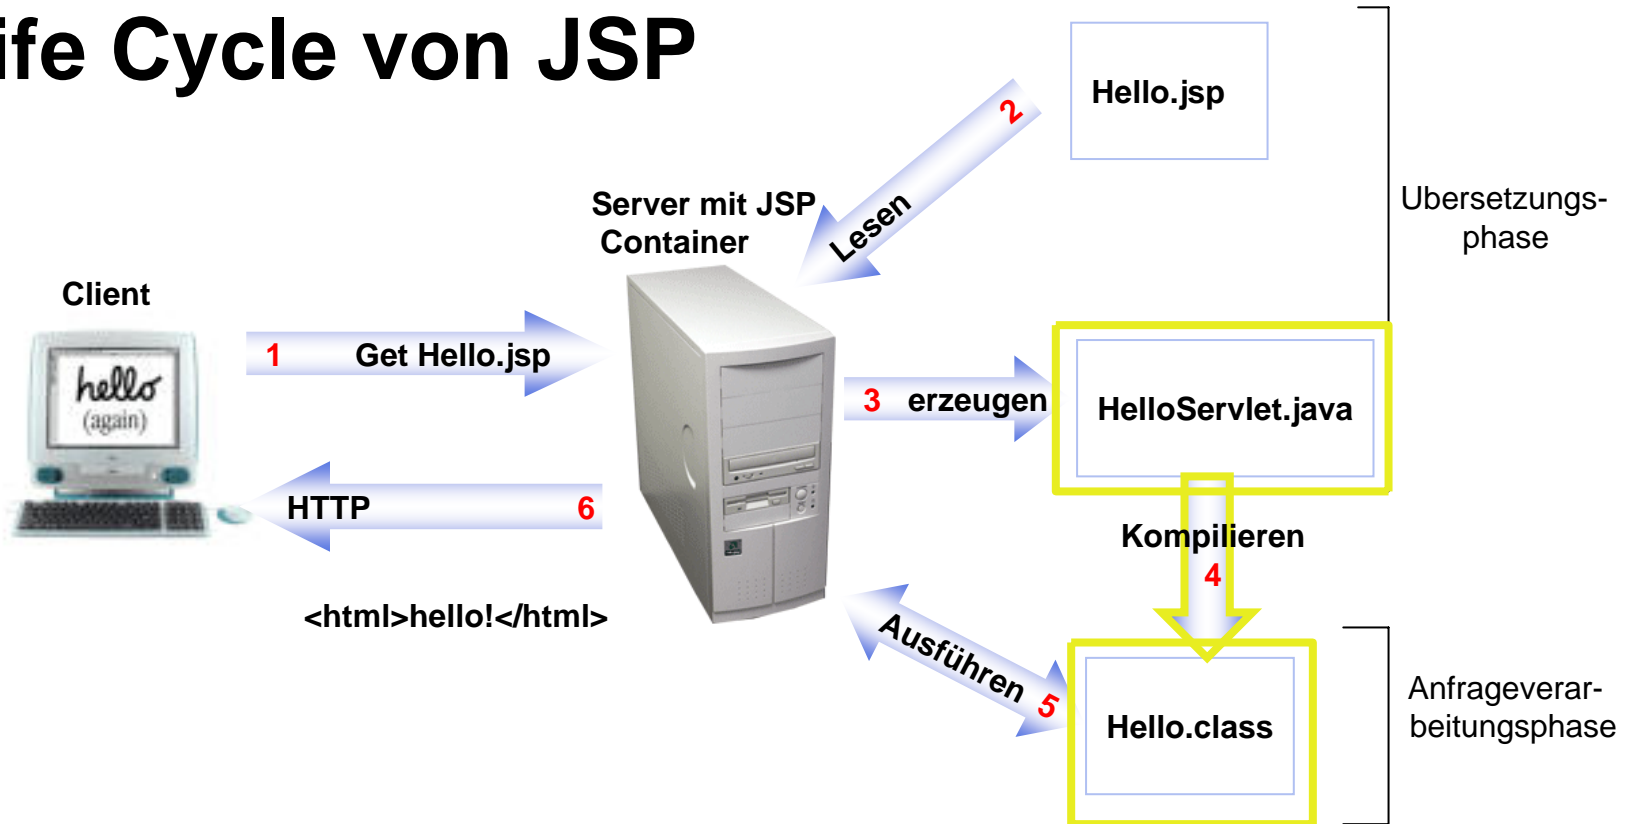 ife Cycle von JSP
Hello.jsp
2
Lesen
Ubersetzungs-
phase
Server mit JSP
Container
Client
hello
(again)
1 Get Hello.jsp
3 erzeugen
HelloServlet.java
HTTP 6
Kompilieren
4
<html>hello!</html>
Ausführen 5
Hello.class
Anfrageverar-
beitungsphase